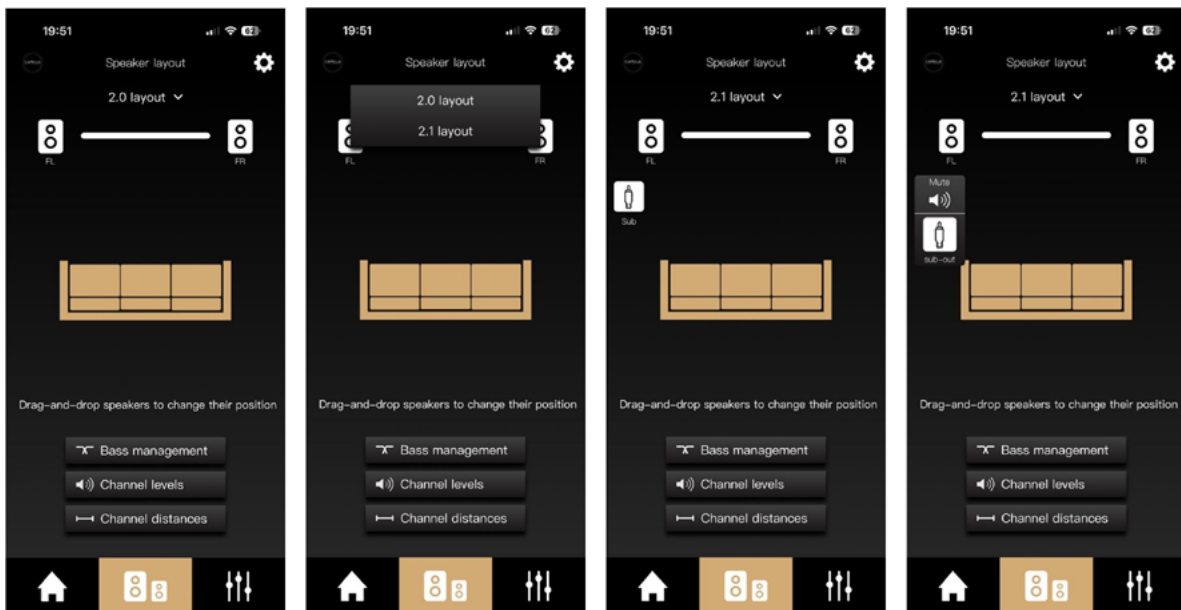 19:51
62
Speaker layout
2.0 layout
FL
FR
Drag-and-drop speakers to change their position
Bass management
Channel levels
Channel distances
19:51
62
Speaker layout
2.0 layout
2.1 layout
FL
FR
Drag-and-drop speakers to change their position
Bass management
Channel levels
Channel distances
19:51
62
Speaker layout
2.1 layout
FL
FR
Sub
Drag-and-drop speakers to change their position
Bass management
Channel levels
Channel distances
19:51
62
Speaker layout
2.1 layout
FL
FR
Mute
sub-out
Drag-and-drop speakers to change their position
Bass management
Channel levels
Channel distances